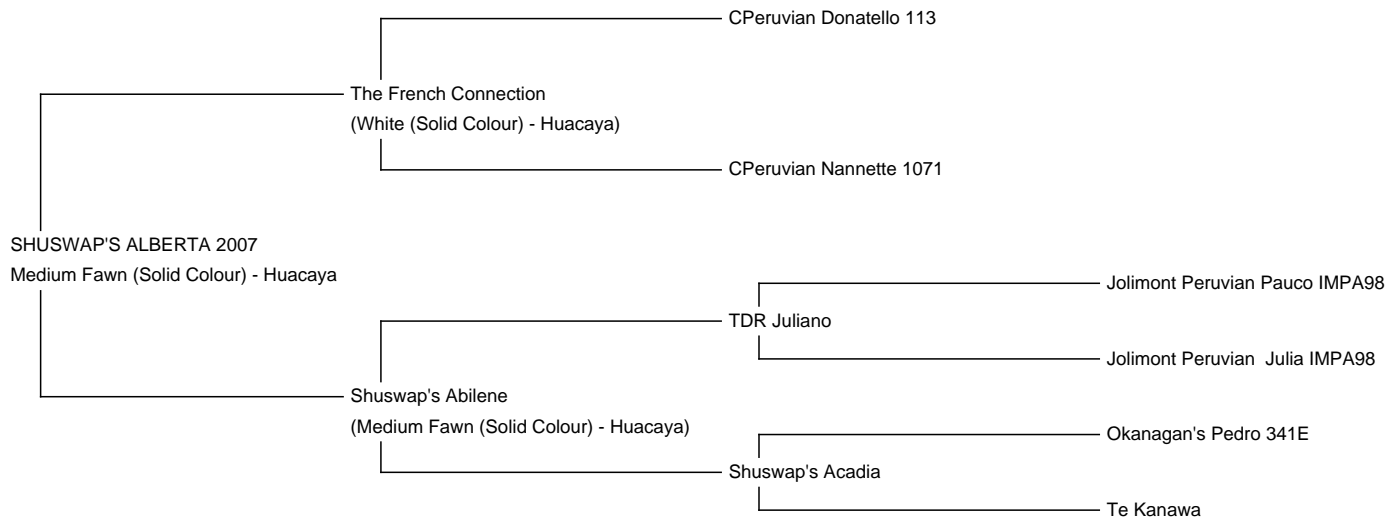 CPeruvian Donatello 113
The French Connection
(White (Solid Colour) - Huacaya)
CPeruvian Nannette 1071
SHUSWAP'S ALBERTA 2007
Medium Fawn (Solid Colour) - Huacaya
Jolimont Peruvian Pauco IMPA98
TDR Juliano
Jolimont Peruvian  Julia IMPA98
Shuswap's Abilene
(Medium Fawn (Solid Colour) - Huacaya)
Okanagan's Pedro 341E
Shuswap's Acadia
Te Kanawa